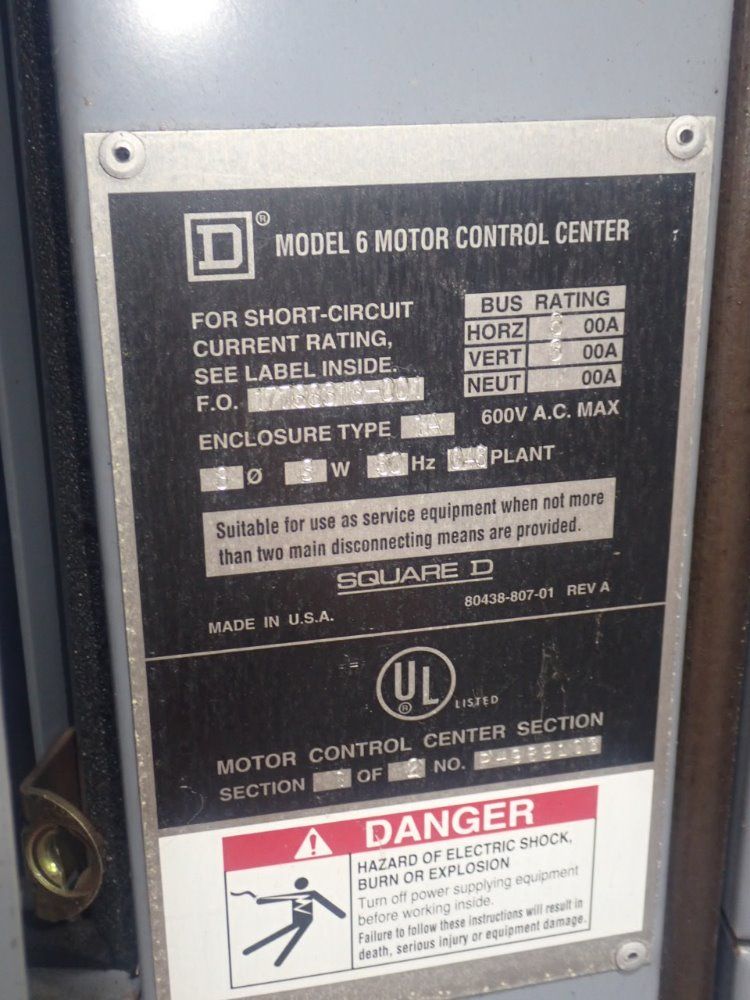 D ® MODEL 6 MOTOR CONTROL CENTER
FOR SHORT-CIRCUIT
CURRENT RATING,
SEE LABEL INSIDE.
F.O.
BUS RATING
HORZ 00A
VERT 00A
NEUT 00A
ENCLOSURE TYPE 600V A.C. MAX
3 Ø W Hz PLANT
Suitable for use as service equipment when not more
than two main disconnecting means are provided.
SQUARE D
MADE IN U.S.A. 80438-807-01 REV A
UL ® LISTED
MOTOR CONTROL CENTER SECTION
SECTION 1 OF 2 NO.
DANGER
HAZARD OF ELECTRIC SHOCK,
BURN OR EXPLOSION
Turn off power supplying equipment
before working inside.
Failure to follow these instructions will result in
death, serious injury or equipment damage.